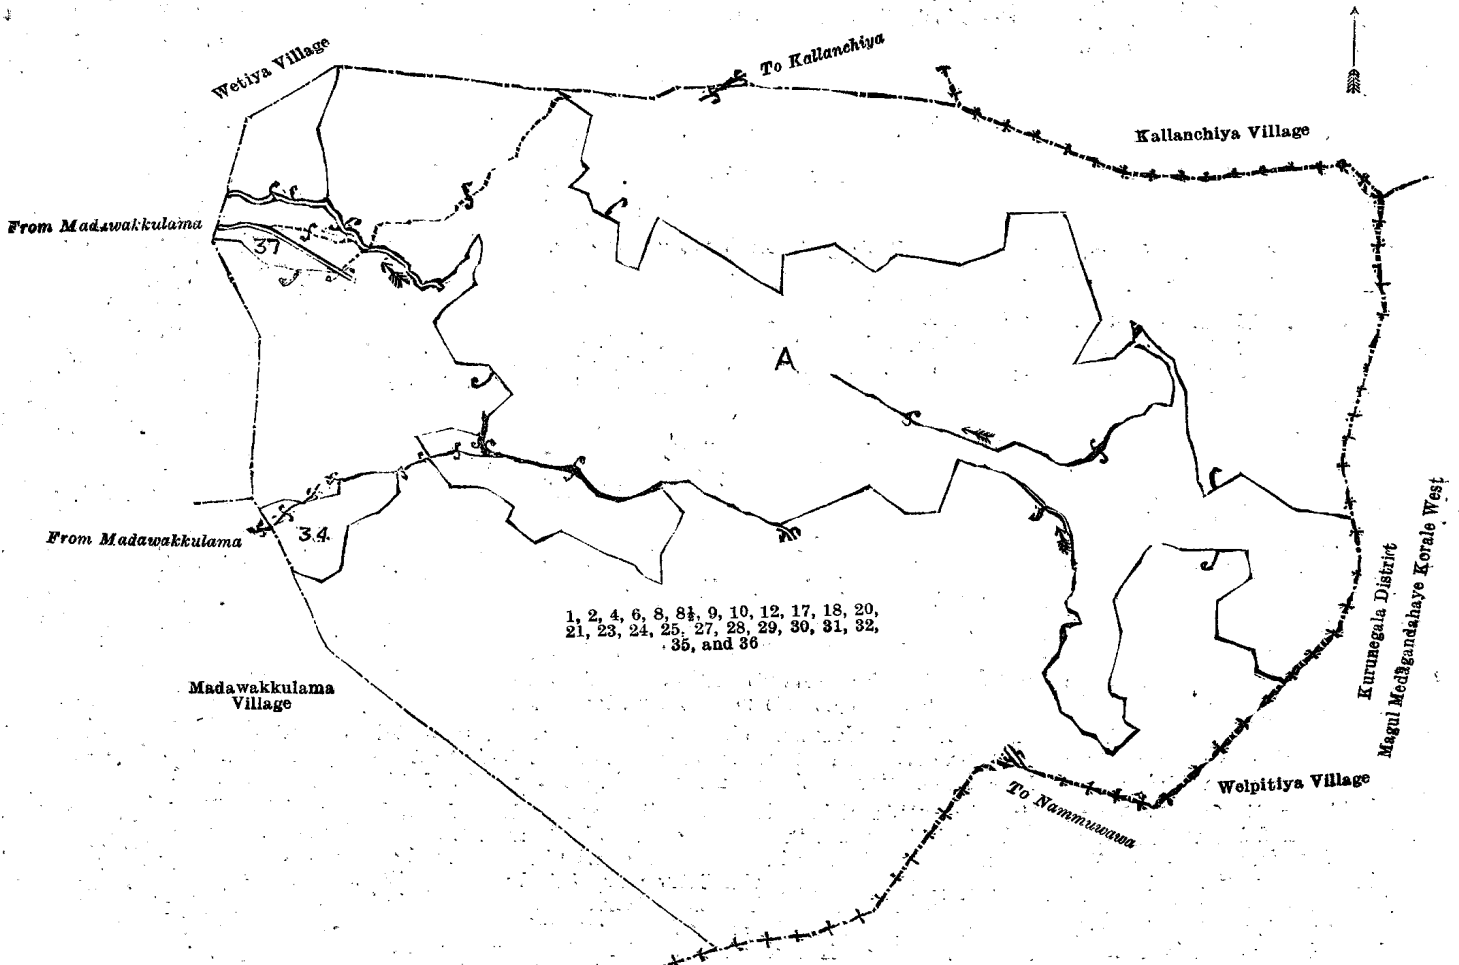 Wetiya Village
To Kallanchiya
Kallanchiya Village
From Madawakkulama
37
A
From Madawakkulama
34
1, 2, 4, 6, 8, 8½, 9, 10, 12, 17, 18, 20,
21, 23, 24, 25, 27, 28, 29, 30, 31, 32,
35, and 36
Kurunegala District
Magul Medagandahaye Korale West
Madawakkulama
Village
Welpitiya Village
To Nammuwawa